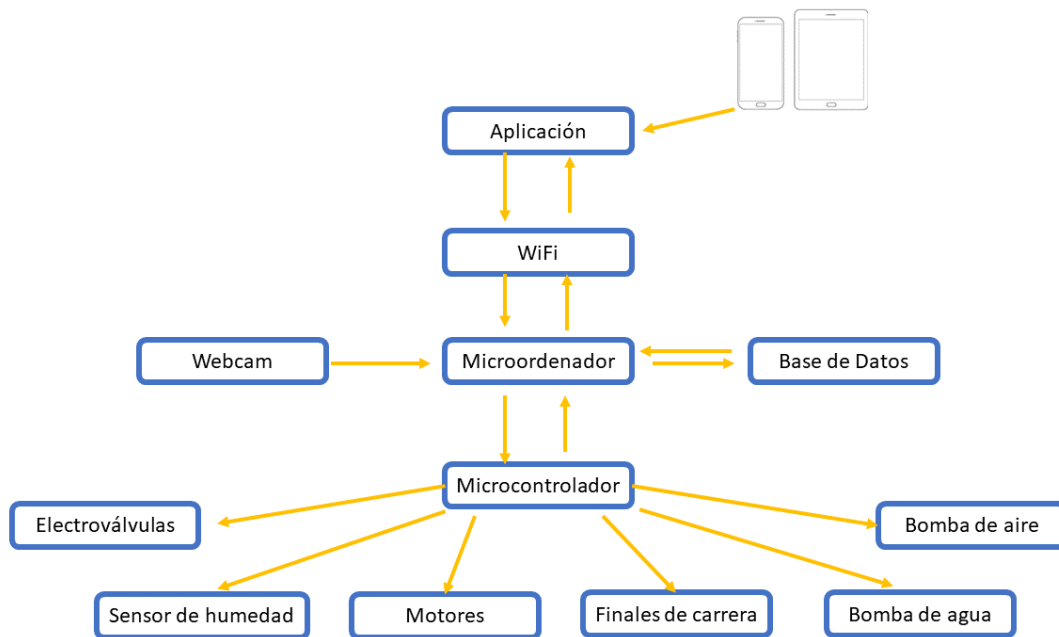 Aplicación
WiFi
Webcam
Microordenador
Base de Datos
Microcontrolador
Electroválvulas
Bomba de aire
Sensor de humedad
Motores
Finales de carrera
Bomba de agua